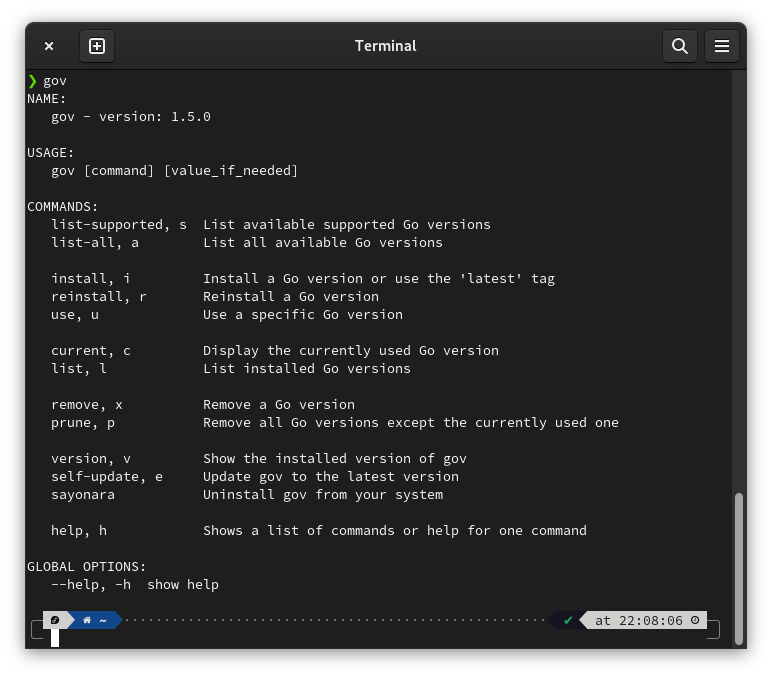 Terminal
❯ gov
NAME:
   gov - version: 1.5.0

USAGE:
   gov [command] [value_if_needed]

COMMANDS:
   list-supported, s  List available supported Go versions
   list-all, a        List all available Go versions

   install, i         Install a Go version or use the 'latest' tag
   reinstall, r       Reinstall a Go version
   use, u             Use a specific Go version

   current, c         Display the currently used Go version
   list, l            List installed Go versions

   remove, x          Remove a Go version
   prune, p           Remove all Go versions except the currently used one

   version, v         Show the installed version of gov
   self-update, e     Update gov to the latest version
   sayonara           Uninstall gov from your system

   help, h            Shows a list of commands or help for one command

GLOBAL OPTIONS:
   --help, -h  show help

~ ✔ at 22:08:06